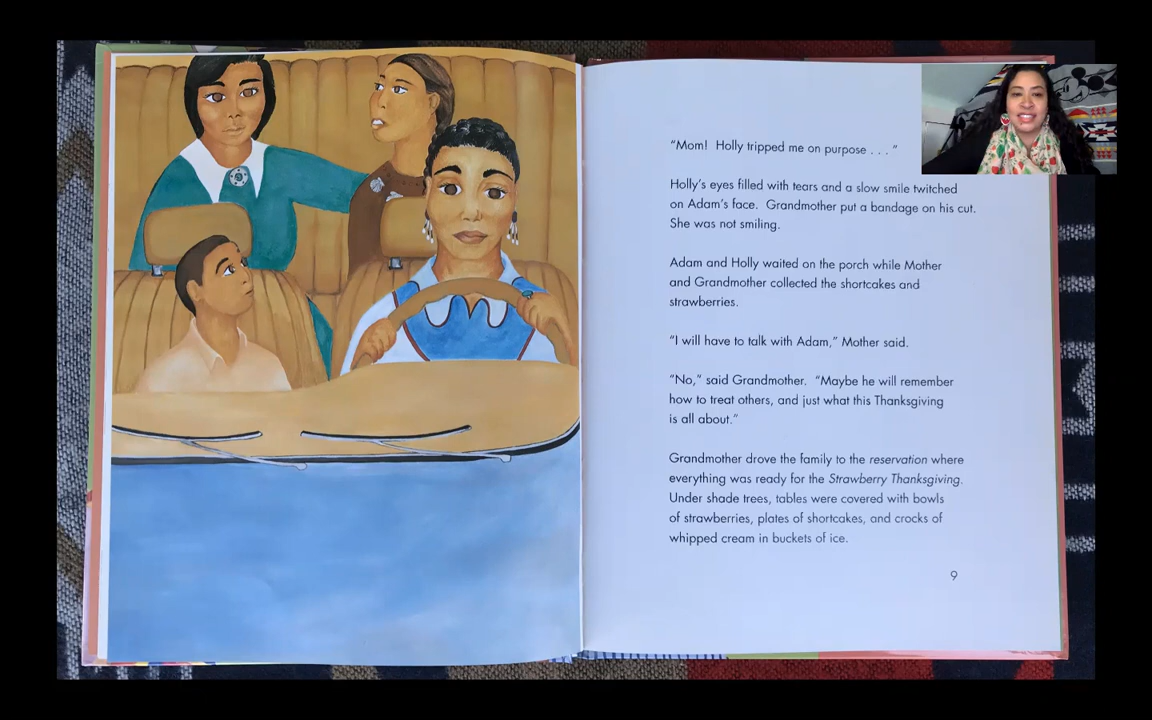 “Mom!  Holly tripped me on purpose . . . ”
Holly’s eyes filled with tears and a slow smile twitched
on Adam’s face.  Grandmother put a bandage on his cut.
She was not smiling.
Adam and Holly waited on the porch while Mother
and Grandmother collected the shortcakes and
strawberries.
“I will have to talk with Adam,” Mother said.
“No,” said Grandmother.  “Maybe he will remember
how to treat others, and just what this Thanksgiving
is all about.”
Grandmother drove the family to the reservation where
everything was ready for the Strawberry Thanksgiving.
Under shade trees, tables were covered with bowls
of strawberries, plates of shortcakes, and crocks of
whipped cream in buckets of ice.
9